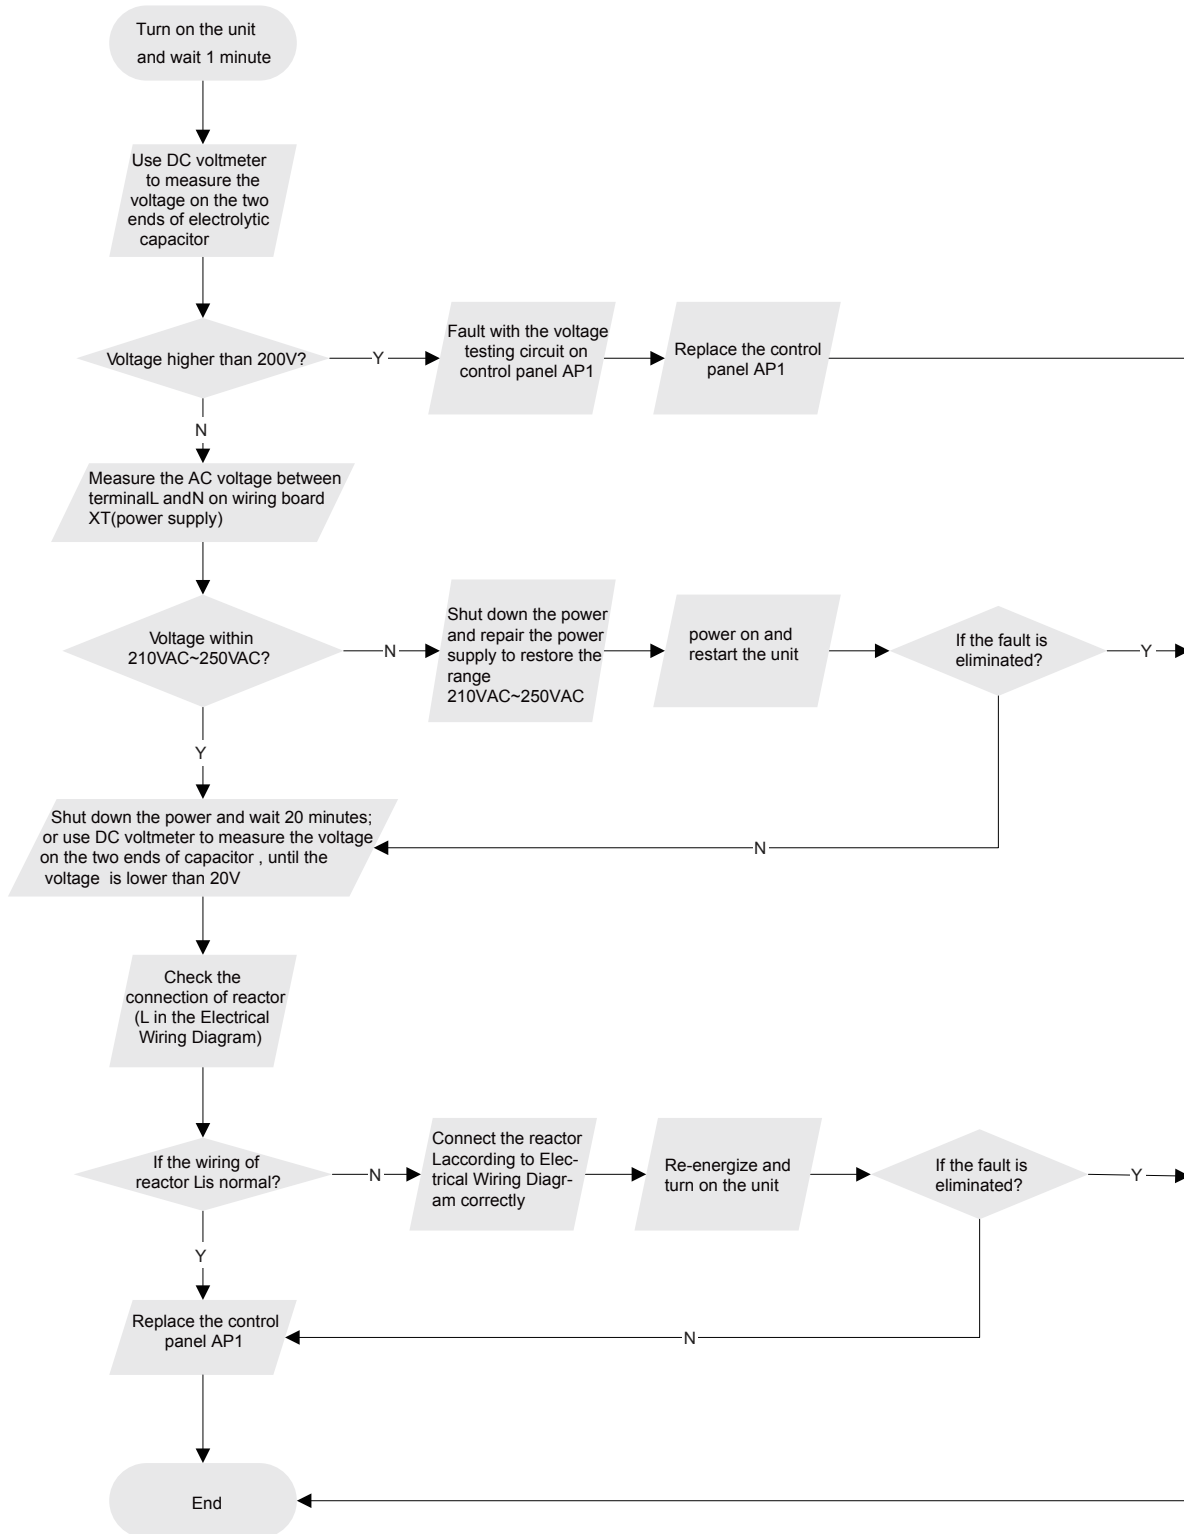 Turn on the unit
and wait 1 minute
Use DC voltmeter
to measure the
voltage on the two
ends of electrolytic
capacitor
Voltage higher than 200V?
Y
Fault with the voltage
testing circuit on
control panel AP1
Replace the control
panel AP1
N
Measure the AC voltage between
terminalL andN on wiring board
XT(power supply)
Voltage within
210VAC~250VAC?
N
Shut down the power
and repair the power
supply to restore the
range
210VAC~250VAC
power on and
restart the unit
If the fault is
eliminated?
Y
Y
Shut down the power and wait 20 minutes;
or use DC voltmeter to measure the voltage
on the two ends of capacitor , until the
voltage is lower than 20V
N
Check the
connection of reactor
(L in the Electrical
Wiring Diagram)
If the wiring of
reactor Lis normal?
N
Connect the reactor
Laccording to Elec-
trical Wiring Diagr-
am correctly
Re-energize and
turn on the unit
If the fault is
eliminated?
Y
Y
Replace the control
panel AP1
N
End